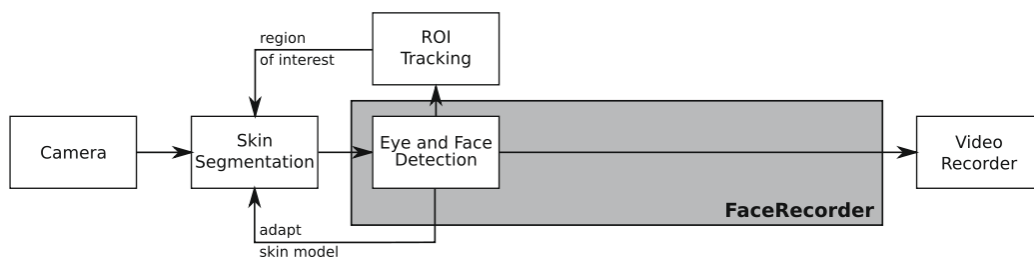 ROI
Tracking
region
of interest
Camera
Skin
Segmentation
Eye and Face
Detection
Video
Recorder
FaceRecorder
adapt
skin model